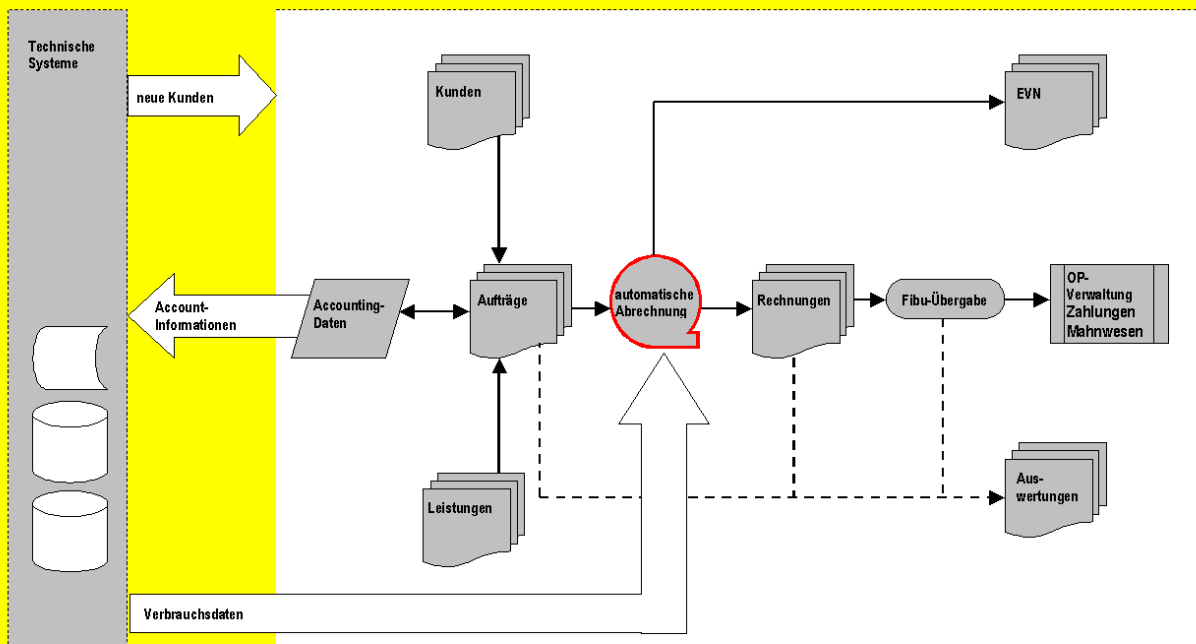 Technische
Systeme
neue Kunden
Kunden
EVN
Account-
Informationen
Accounting-
Daten
Aufträge
automatische
Abrechnung
Rechnungen
Fibu-Übergabe
OP-
Verwaltung
Zahlungen
Mahnwesen
Leistungen
Aus-
wertungen
Verbrauchsdaten